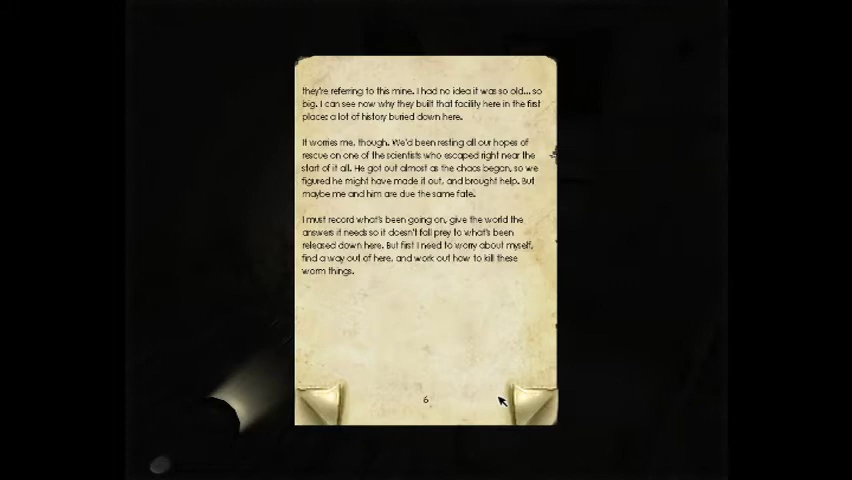 they're referring to this mine. I had no idea it was so old... so
big. I can see now why they built that facility here in the first
place; a lot of history buried down here.
It worries me, though. We'd been resting all our hopes of
rescue on one of the scientists who escaped right near the
start of it all. He got out almost as the chaos began, so we
figured he might have made it out, and brought help. But
maybe me and him are due the same fate.
I must record what's been going on, give the world the
answers it needs so it doesn't fall prey to what's been
released down here. But first I need to worry about myself,
find a way out of here, and work out how to kill these
worm things.
6